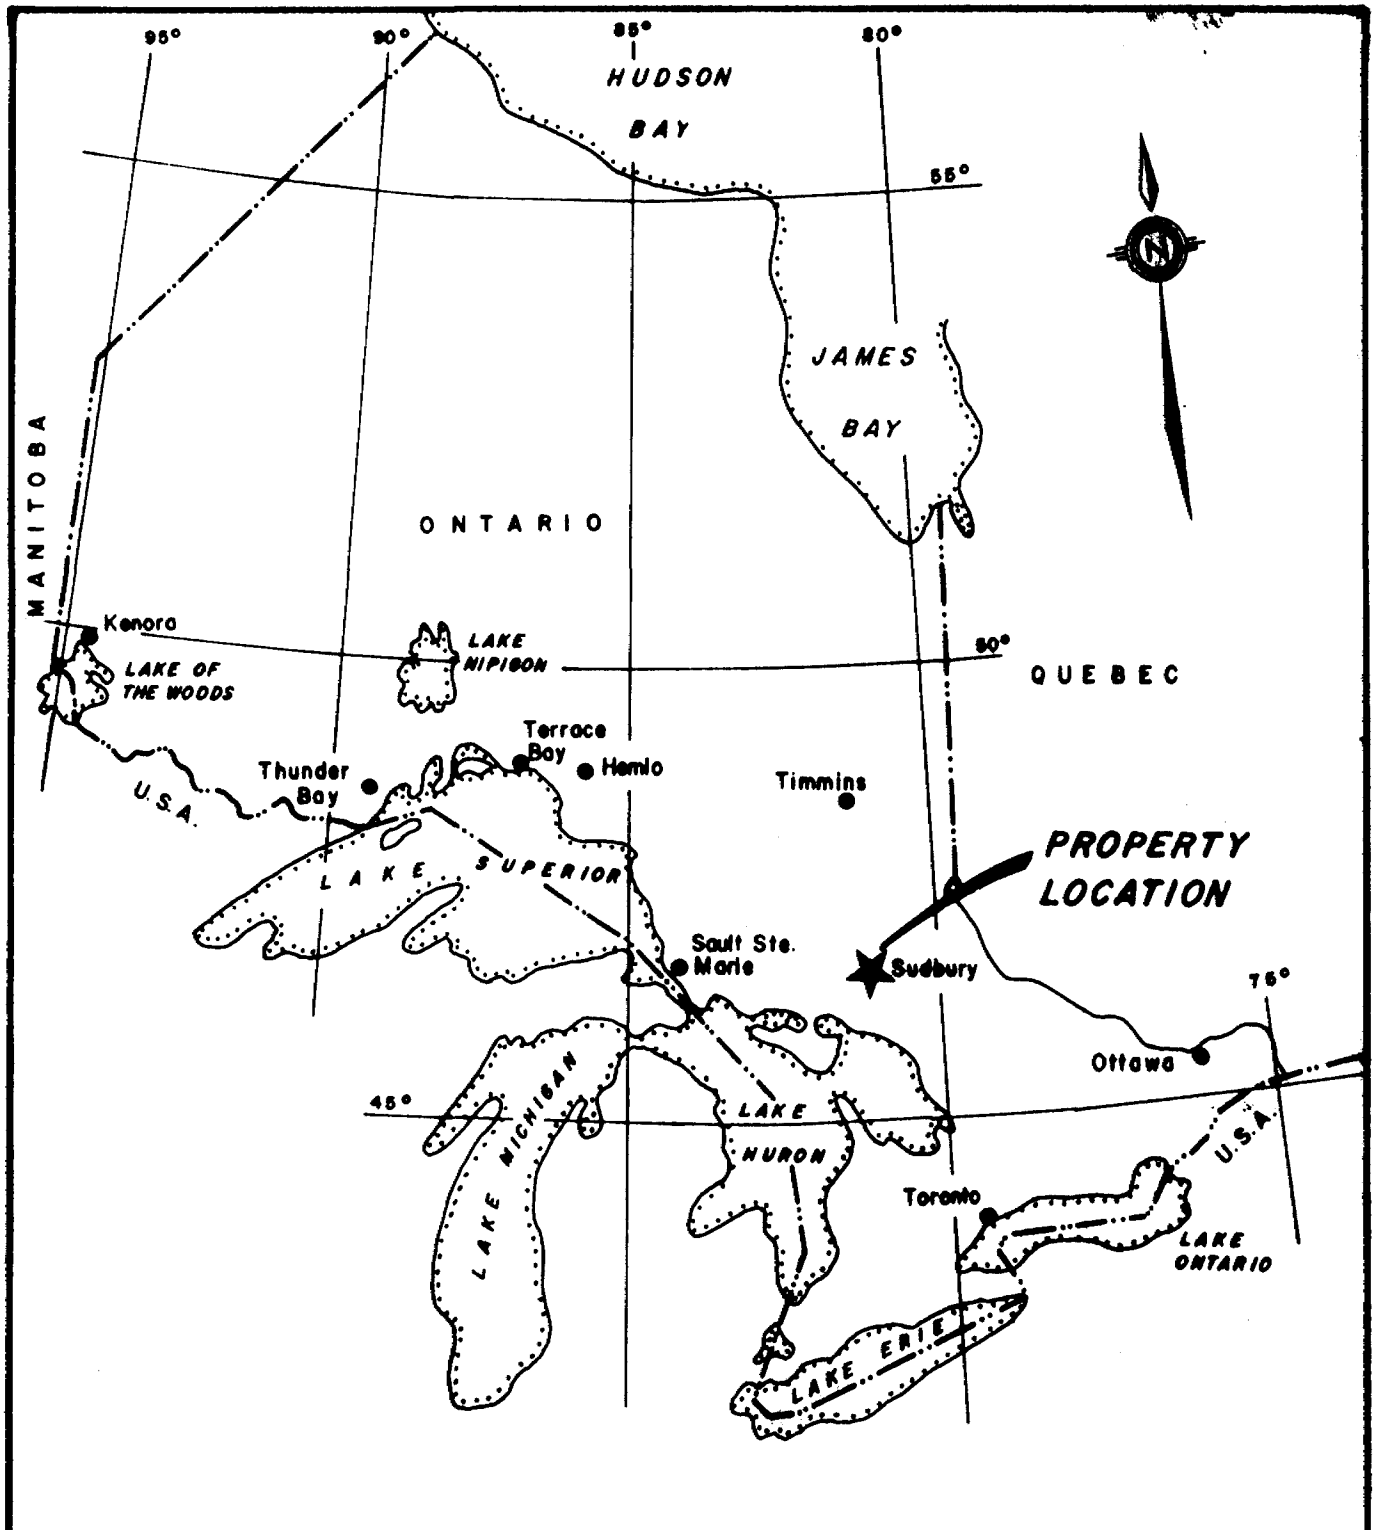 95°
90°
85°
80°
HUDSON
BAY
55°
N
JAMES
BAY
MANITOBA
ONTARIO
Kenora
LAKE
NIPIGON
50°
LAKE OF
THE WOODS
QUEBEC
Terrace
Bay
Hemlo
Thunder
Bay
Timmins
U.S.A.
PROPERTY
LOCATION
LAKE SUPERIOR
Sault Ste.
Marie
Sudbury
75°
Ottawa
45°
LAKE MICHIGAN
LAKE
HURON
U.S.A.
Toronto
LAKE
ONTARIO
LAKE ERIE